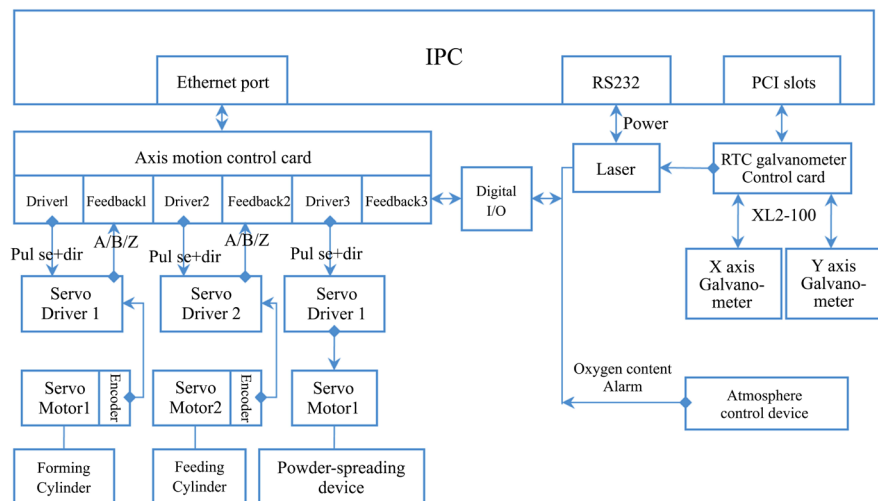 IPC
Ethernet port
RS232
PCI slots
Power
Axis motion control card
Driver1
Feedback1
Driver2
Feedback2
Driver3
Feedback3
Digital
I/O
Laser
RTC galvanometer
Control card
XL2-100
Pul se+dir
A/B/Z
Pul se+dir
A/B/Z
Pul se+dir
X axis
Galvano-
meter
Y axis
Galvano-
meter
Servo
Driver 1
Servo
Driver 2
Servo
Driver 1
Servo
Motor1
Encoder
Servo
Motor2
Encoder
Servo
Motor1
Oxygen content
Alarm
Atmosphere
control device
Forming
Cylinder
Feeding
Cylinder
Powder-spreading
device